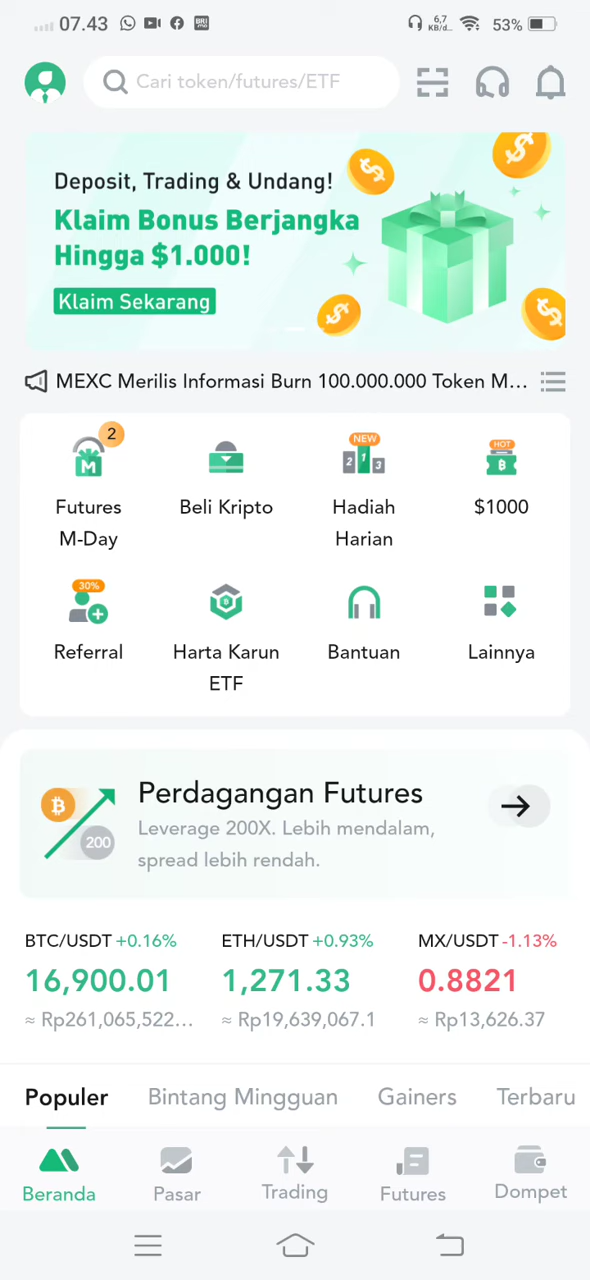 07.43
6,7
KB/d...
53%
Cari token/futures/ETF
Deposit, Trading & Undang!
Klaim Bonus Berjangka
Hingga $1.000!
Klaim Sekarang
MEXC Merilis Informasi Burn 100.000.000 Token M...
2
NEW
HOT
M
2 1 3
Futures
M-Day
Beli Kripto
Hadiah
Harian
$1000
30%
Referral
Harta Karun
ETF
Bantuan
Lainnya
Perdagangan Futures
Leverage 200X. Lebih mendalam,
spread lebih rendah.
200
BTC/USDT +0.16% ETH/USDT +0.93% MX/USDT -1.13%
16,900.01 1,271.33 0.8821
≈ Rp261,065,522... ≈ Rp19,639,067.1 ≈ Rp13,626.37
Populer Bintang Mingguan Gainers Terbaru
Beranda Pasar Trading Futures Dompet